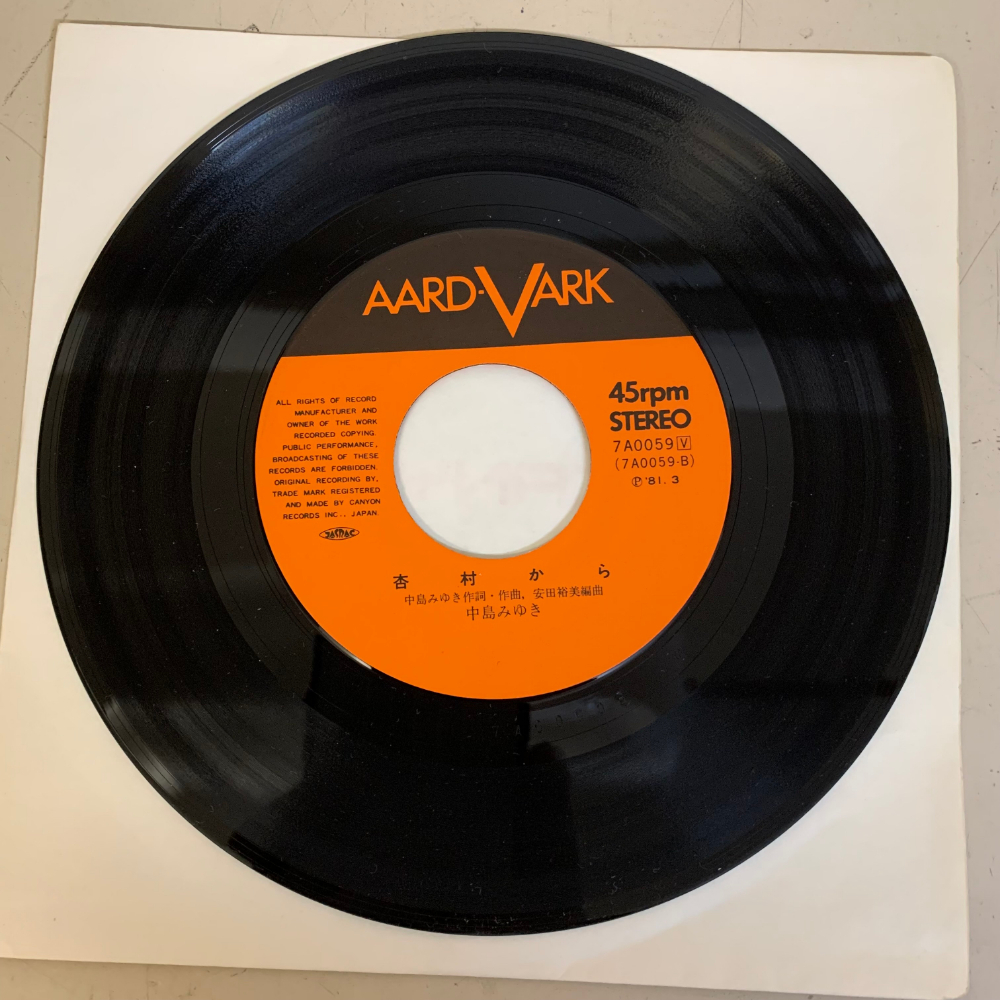 AARD-VARK
ALL RIGHTS OF RECORD
MANUFACTURER AND
OWNER OF THE WORK
RECORDED COPYING,
PUBLIC PERFORMANCE,
BROADCASTING OF THESE
RECORDS ARE FORBIDDEN.
ORIGINAL RECORDING BY,
TRADE MARK REGISTERED
AND MADE BY CANYON
RECORDS INC., JAPAN
JASRAC
45rpm
STEREO
7A0059 V
(7A0059-B)
Ⓟ'81. 3
杏村から
中島みゆき作詞・作曲, 安田裕美編曲
中島みゆき